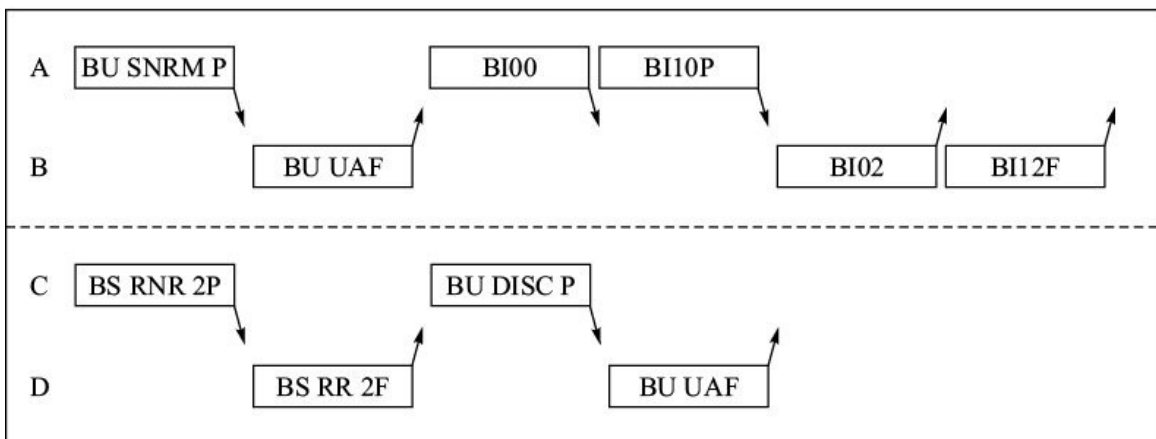 A BU SNRM P BI00 BI10P
B BU UAF BI02 BI12F
C BS RNR 2P BU DISC P
D BS RR 2F BU UAF